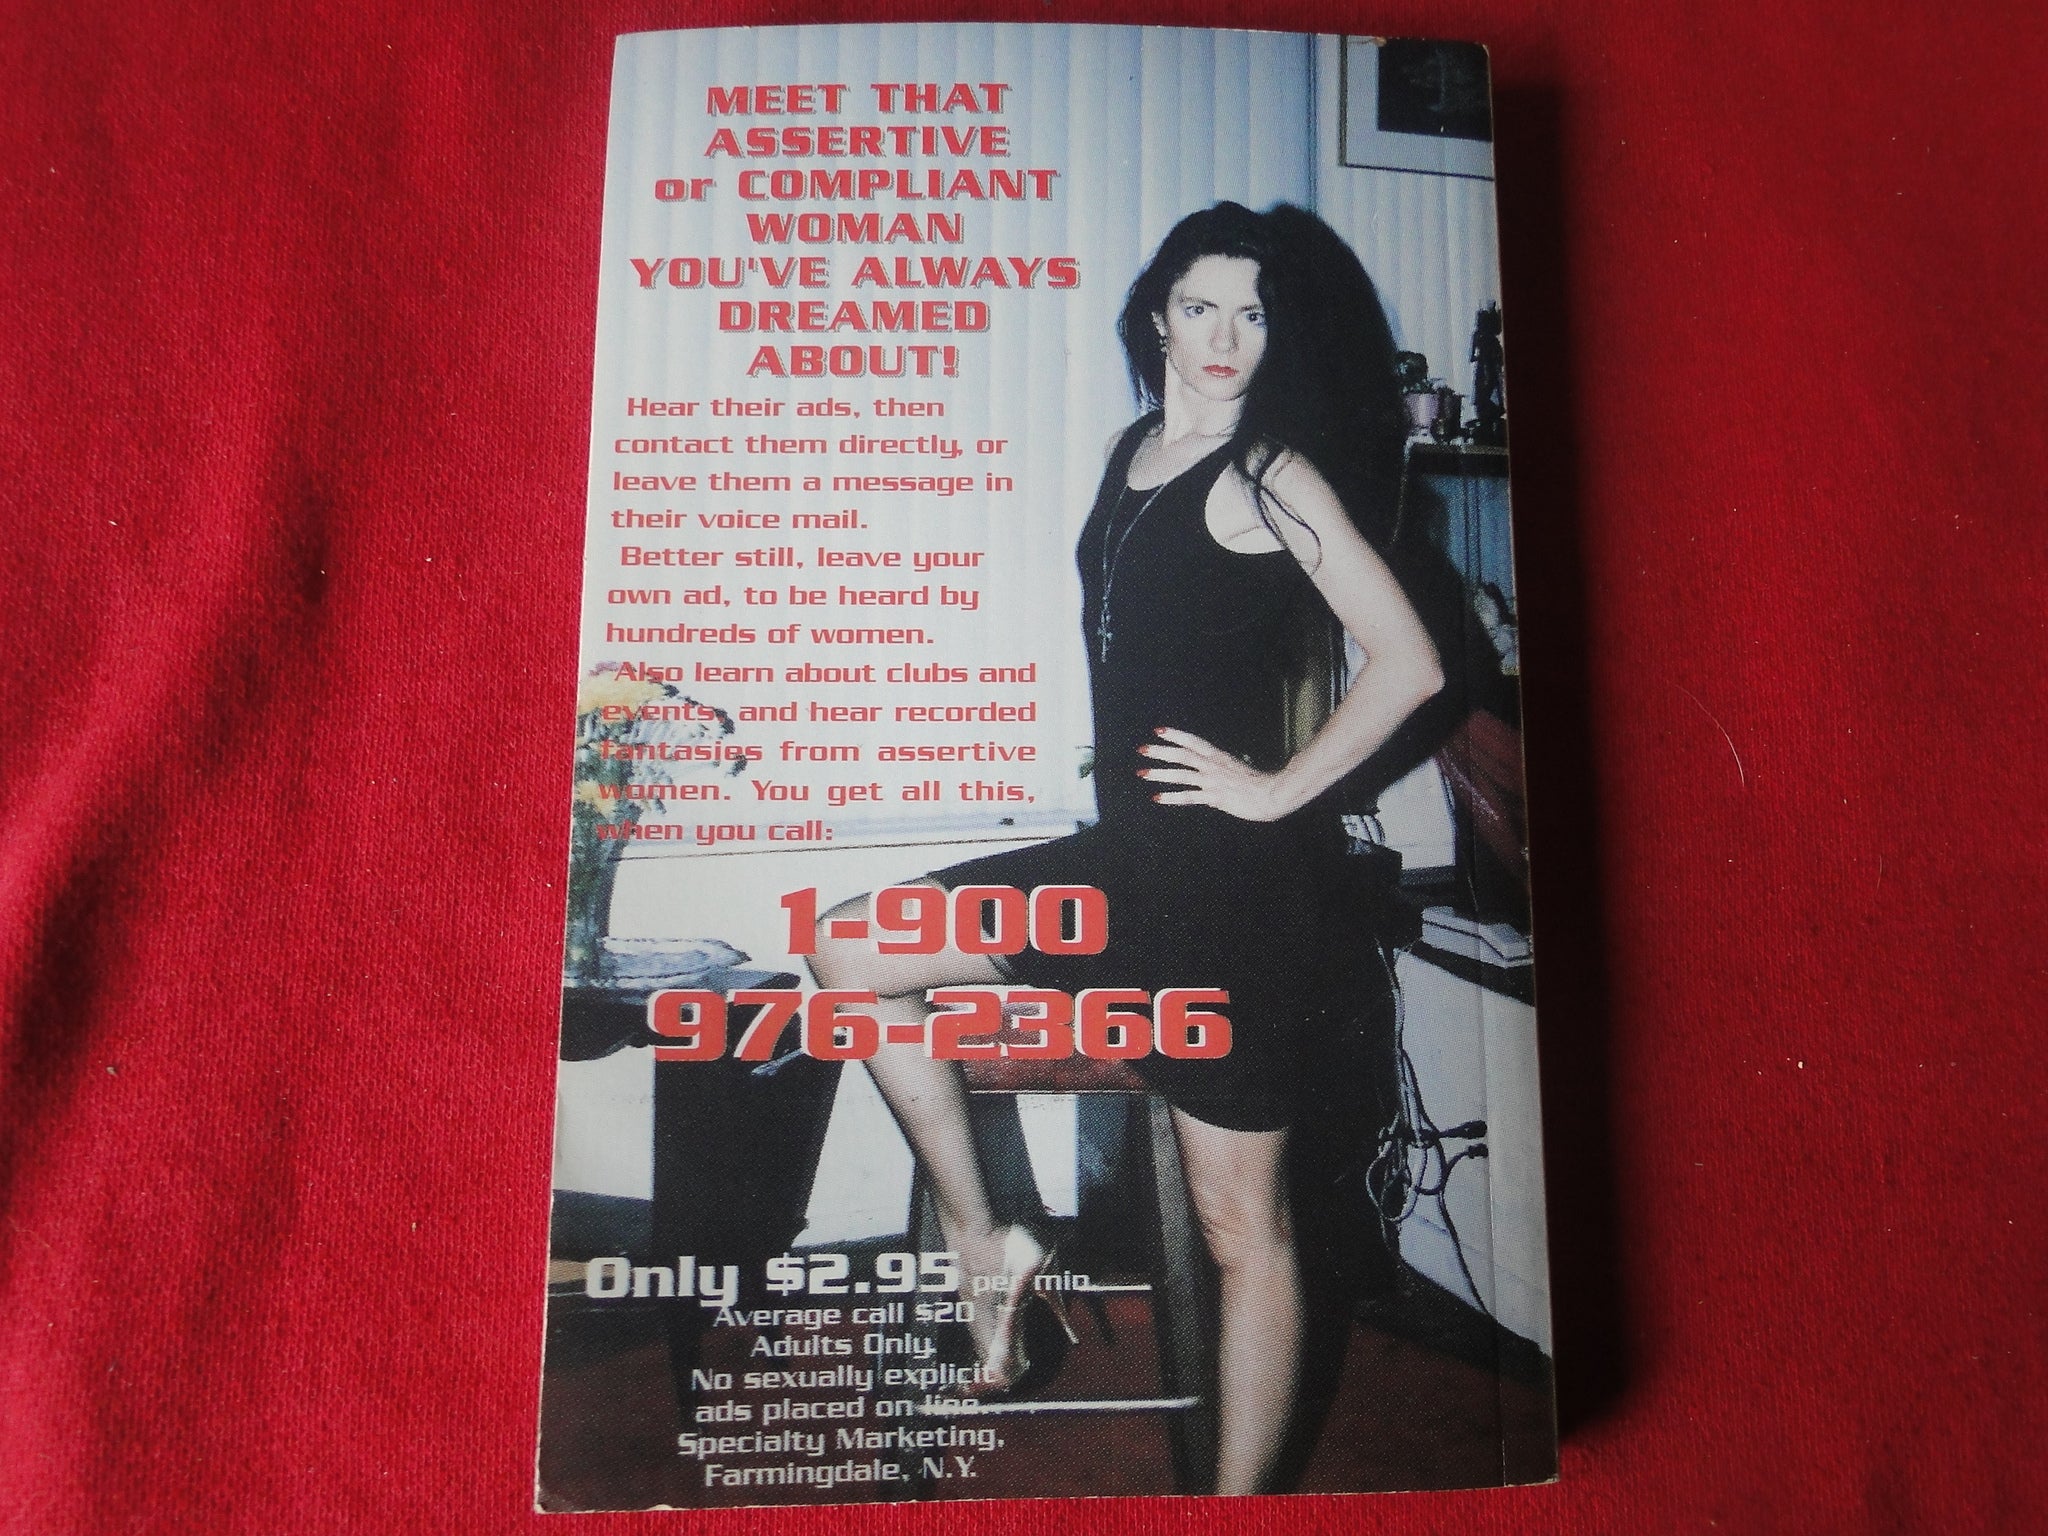 MEET THAT
ASSERTIVE
or COMPLIANT
WOMAN
YOU'VE ALWAYS
DREAMED
ABOUT!
Hear their ads, then
contact them directly, or
leave them a message in
their voice mail.
Better still, leave your
own ad, to be heard by
hundreds of women.
Also learn about clubs and
events, and hear recorded
fantasies from assertive
women. You get all this,
when you call:
1-900
976-2366
Only $2.95 per min.
Average call $20
Adults Only.
No sexually explicit
ads placed on line.
Specialty Marketing,
Farmingdale, N.Y.